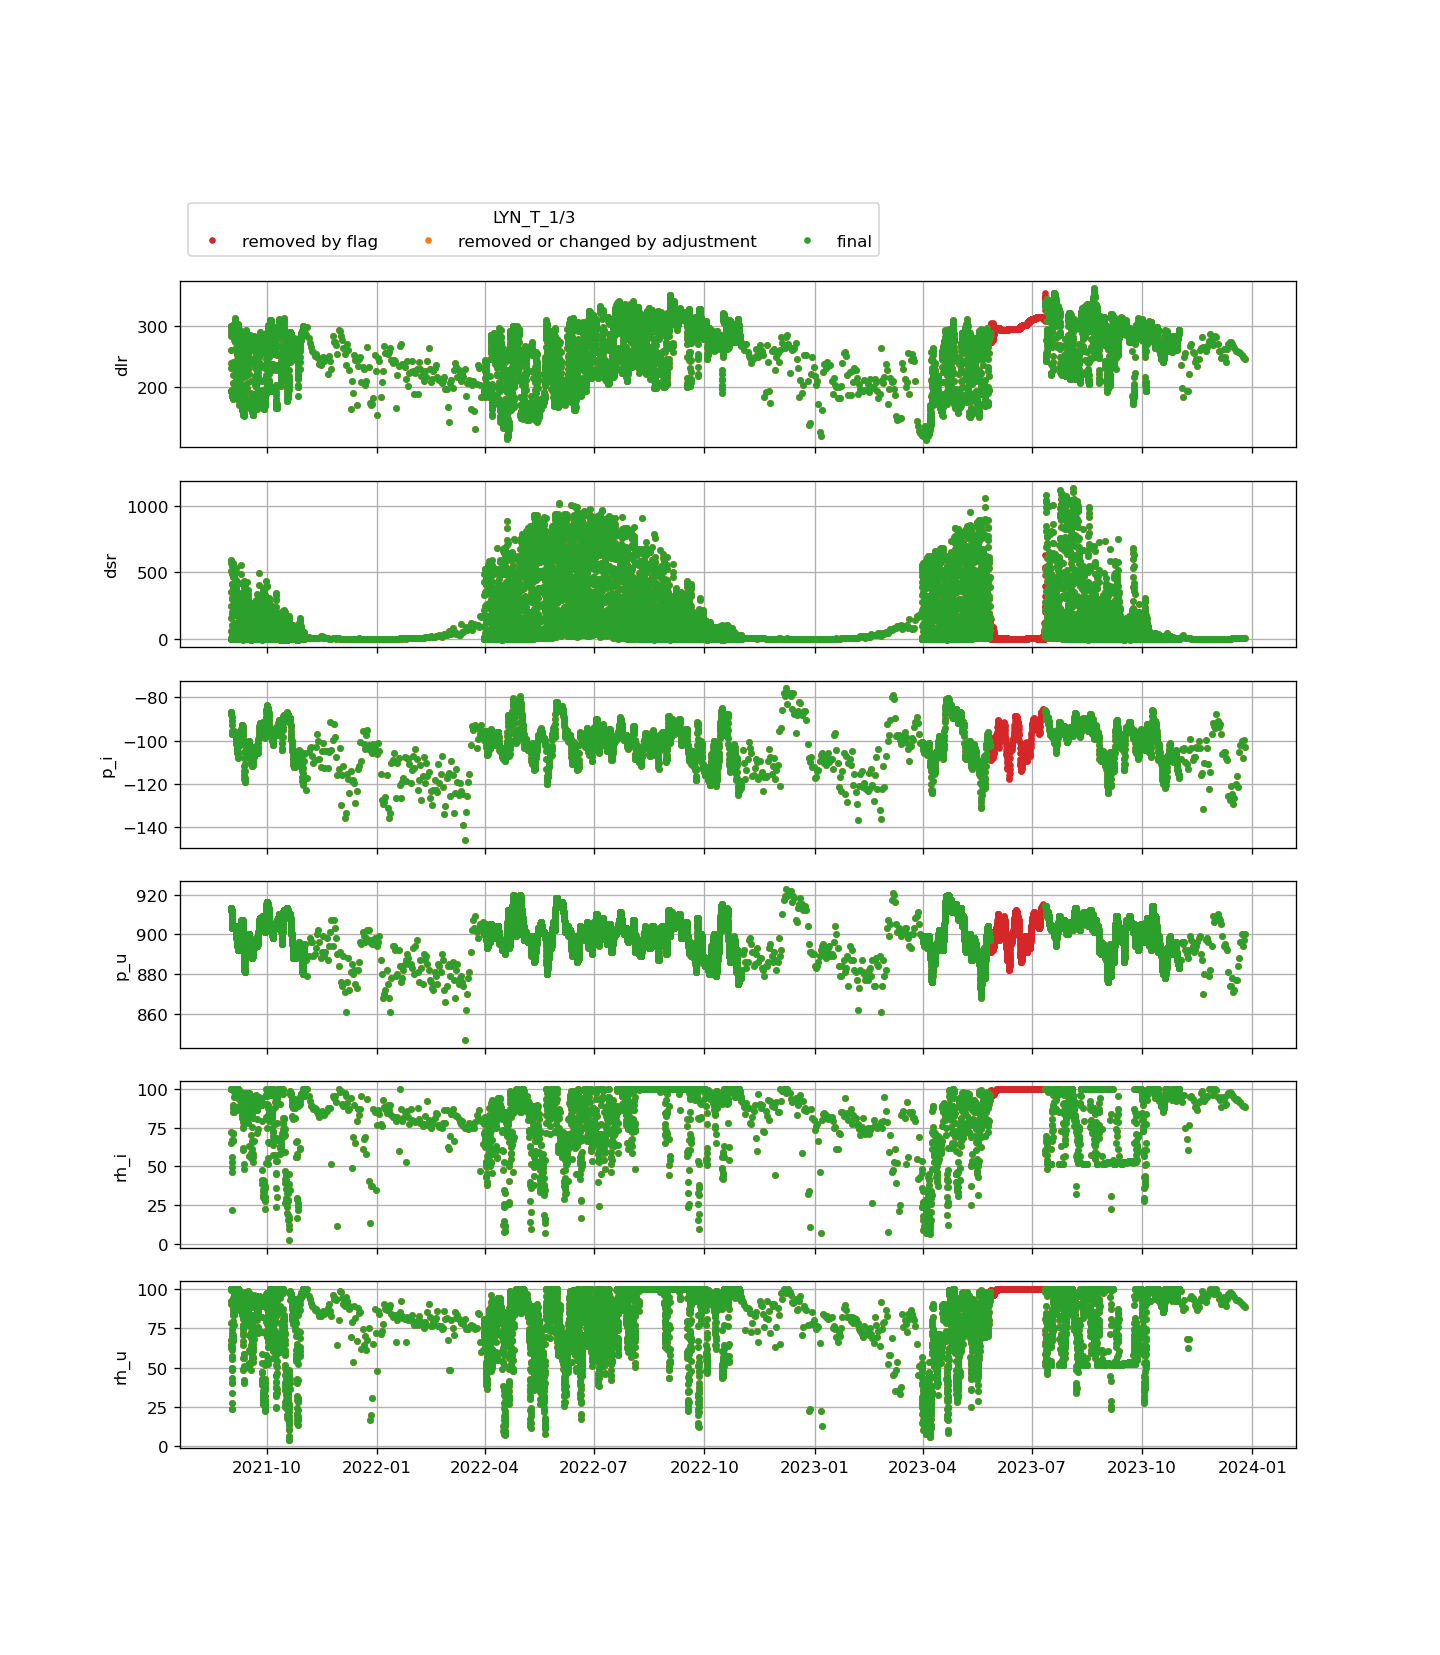 LYN_T_1/3
removed by flag removed or changed by adjustment final
300
200
dlr
1000
500
0
dsr
−80
−100
−120
−140
p_i
920
900
880
860
p_u
100
75
50
25
0
rh_i
100
75
50
25
0
rh_u
2021-10 2022-01 2022-04 2022-07 2022-10 2023-01 2023-04 2023-07 2023-10 2024-01